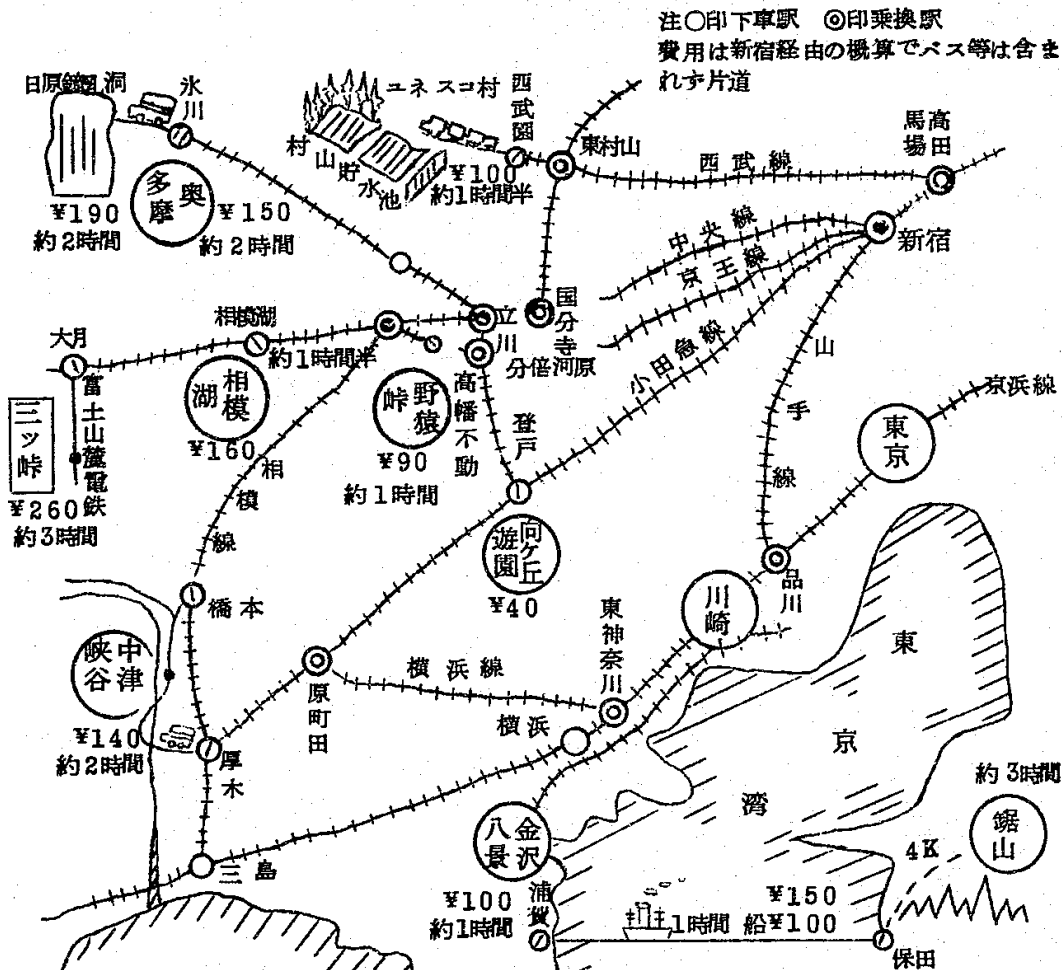 注○印下車駅 ◎印乗換駅
費用は新宿経由の概算でバス等は含ま
れず片道
日原鍾乳洞
氷川
奥多摩
¥190
約2時間
¥150
約2時間
ユネスコ村
西武園
村山貯水池
¥100
約1時間半
東村山
西武線
高田馬場
中央線
京王線
小田急線
新宿
国分寺
立川
分倍河原
高幡不動
登戸
山手線
京浜線
大月
相模湖
約1時間半
相模湖
¥160
富士山麓電鉄
三ッ峠
¥260
約3時間
野猿峠
¥90
約1時間
相模線
向ケ丘遊園
¥40
東京
品川
川崎
橋本
中津峡谷
¥140
約2時間
厚木
原町田
横浜線
東神奈川
横浜
三島
金沢八景
¥100
約1時間
浦賀
東京湾
約3時間
鋸山
4K
¥150
1時間 船¥100
保田